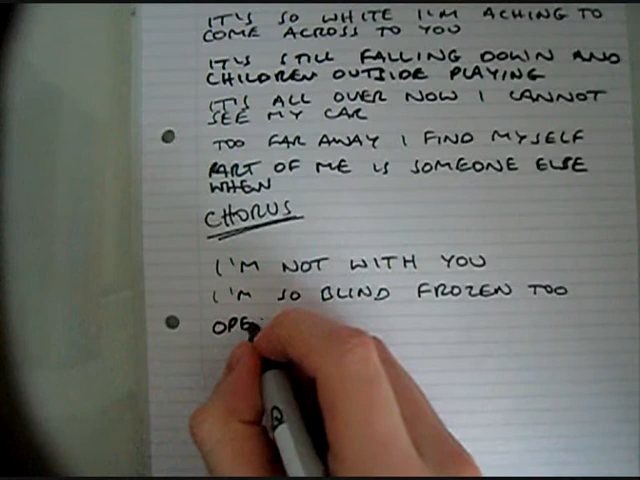 IT'S SO WHITE I'M ACHING TO
COME ACROSS TO YOU
IT'S STILL FALLING DOWN AND
CHILDREN OUTSIDE PLAYING
IT'S ALL OVER NOW I CANNOT
SEE MY CAR
TOO FAR AWAY I FIND MYSELF
PART OF ME IS SOMEONE ELSE
WHEN
CHORUS
I'M NOT WITH YOU
I'M SO BLIND FROZEN TOO
OPE